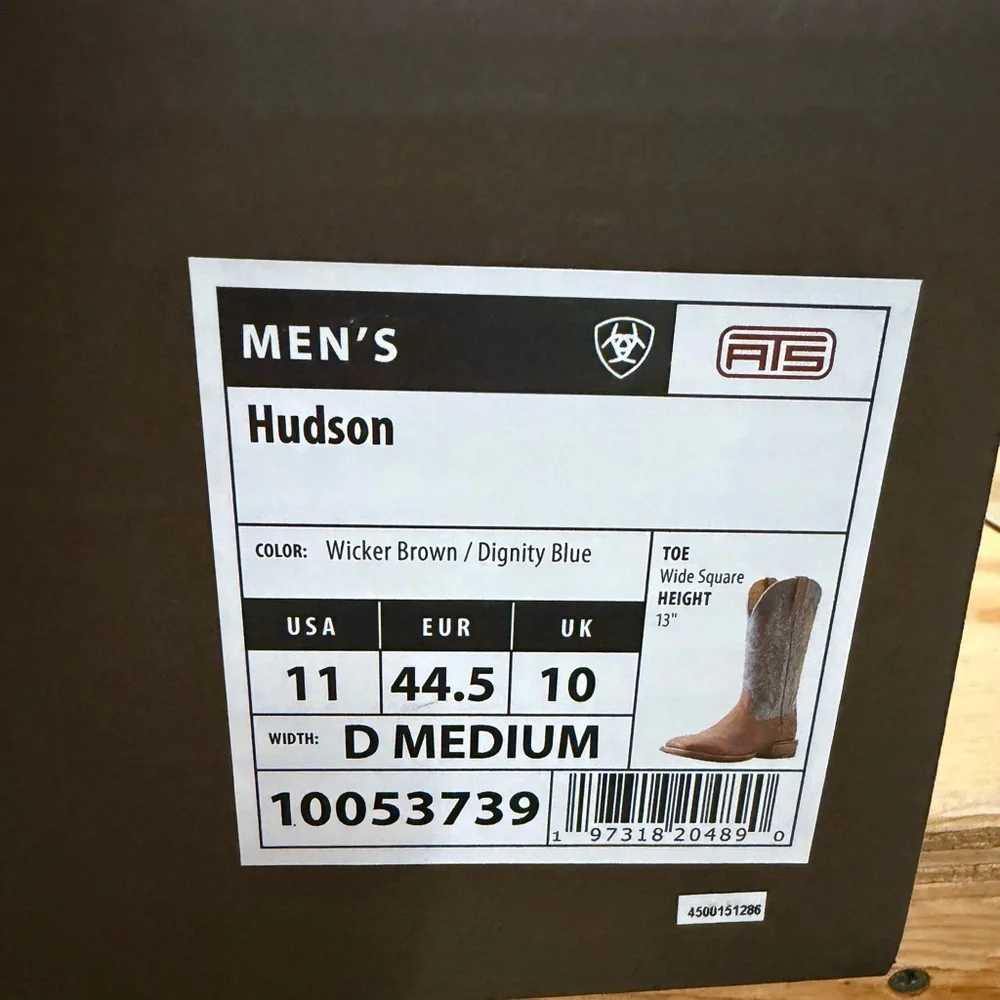 MEN'S
ATS
Hudson
COLOR: Wicker Brown / Dignity Blue
TOE
Wide Square
HEIGHT
13"
USA EUR UK
11 44.5 10
WIDTH: D MEDIUM
10053739
1 97318 20489 0
4500151286